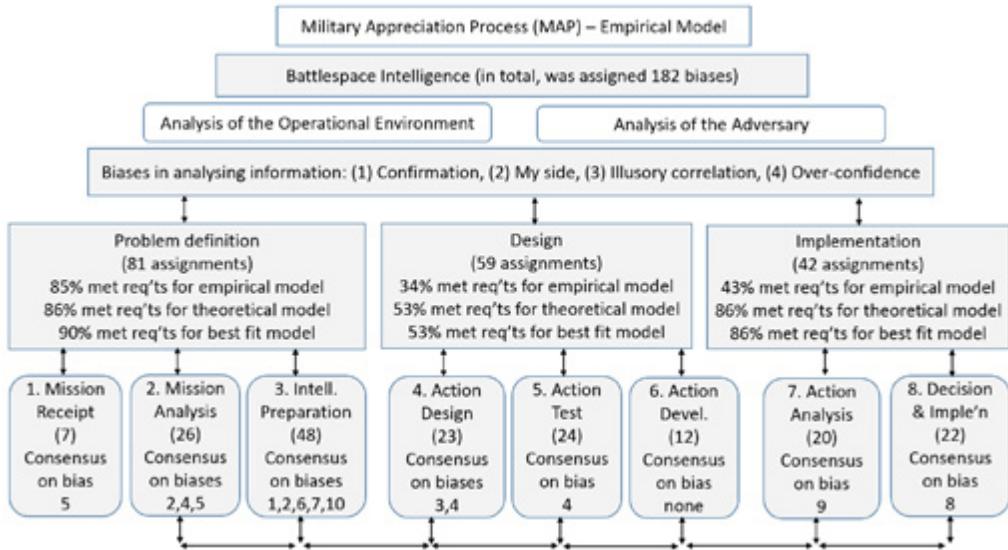 Military Appreciation Process (MAP) – Empirical Model
Battlespace Intelligence (in total, was assigned 182 biases)
Analysis of the Operational Environment
Analysis of the Adversary
Biases in analysing information: (1) Confirmation, (2) My side, (3) Illusory correlation, (4) Over-confidence
Problem definition
(81 assignments)
85% met req'ts for empirical model
86% met req'ts for theoretical model
90% met req'ts for best fit model
Design
(59 assignments)
34% met req'ts for empirical model
53% met req'ts for theoretical model
53% met req'ts for best fit model
Implementation
(42 assignments)
43% met req'ts for empirical model
86% met req'ts for theoretical model
86% met req'ts for best fit model
1. Mission
Receipt
(7)
Consensus
on bias
5
2. Mission
Analysis
(26)
Consensus
on biases
2,4,5
3. Intell.
Preparation
(48)
Consensus
on biases
1,2,6,7,10
4. Action
Design
(23)
Consensus
on biases
3,4
5. Action
Test
(24)
Consensus
on bias
4
6. Action
Devel.
(12)
Consensus
on bias
none
7. Action
Analysis
(20)
Consensus
on bias
9
8. Decision
& Imple'n
(22)
Consensus
on bias
8